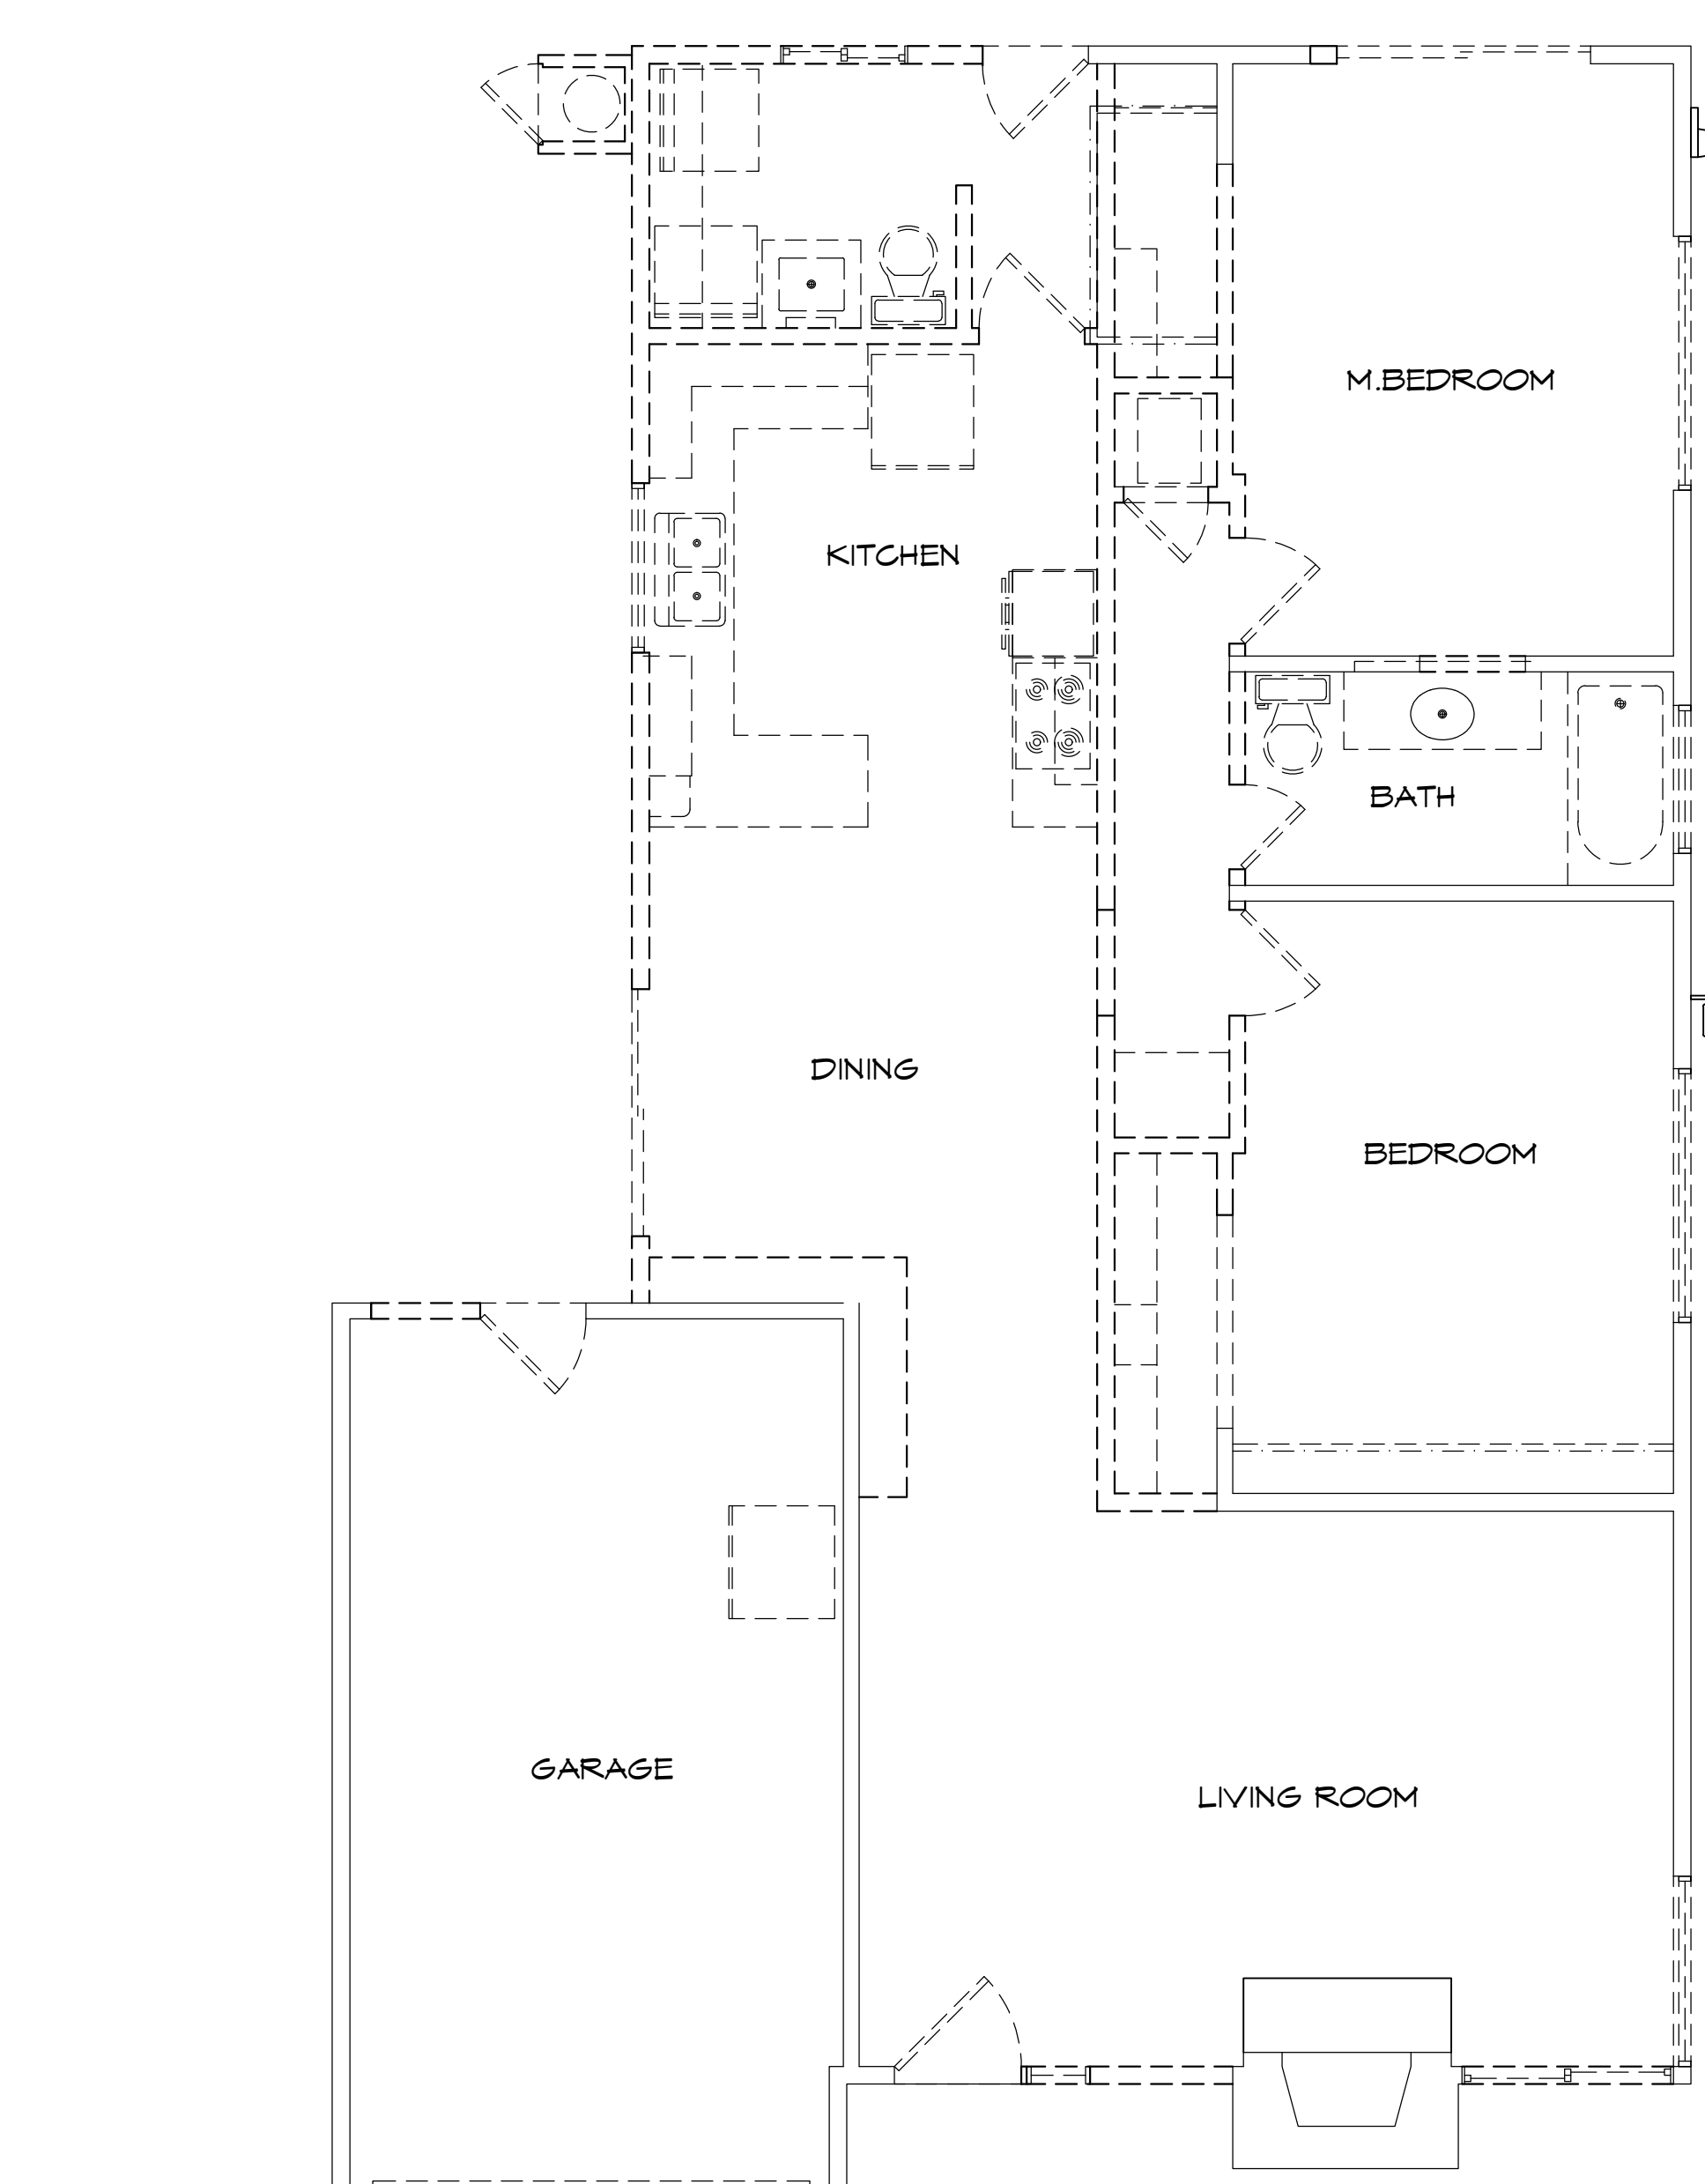 M.BEDROOM
KITCHEN
BATH
DINING
BEDROOM
GARAGE
LIVING ROOM